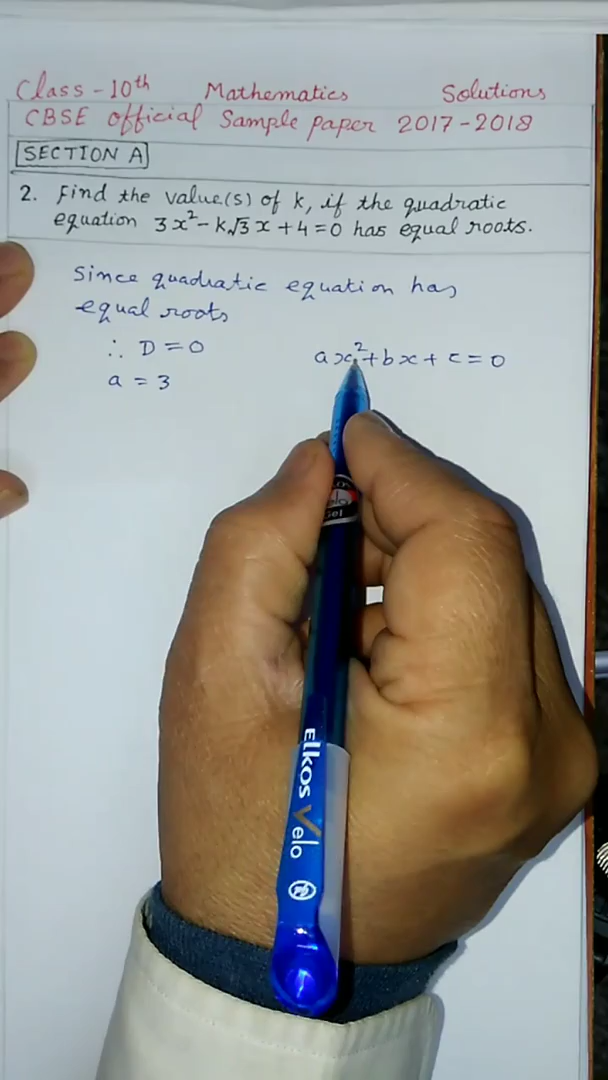 Class - 10th Mathematics Solutions
CBSE official Sample paper 2017-2018
SECTION A
2. Find the value(s) of k, if the quadratic
equation 3x² - k√3x + 4 = 0 has equal roots.
Since quadratic equation has
equal roots
∴ D = 0
ax² + bx + c = 0
a = 3
elkos Velo